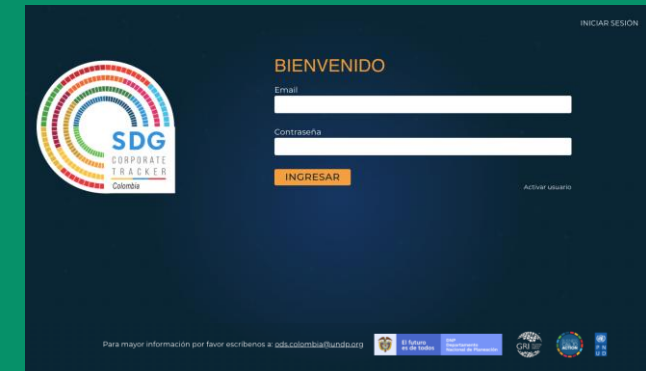 INICIAR SESIÓN
BIENVENIDO
Email
Contraseña
INGRESAR
Activar usuario
SDG
CORPORATE
TRACKER
Colombia
Para mayor información por favor escríbenos a: ods.colombia@undp.org
El futuro
es de todos
DNP
Departamento
Nacional de Planeación
GRI
ACTION
P N
U D